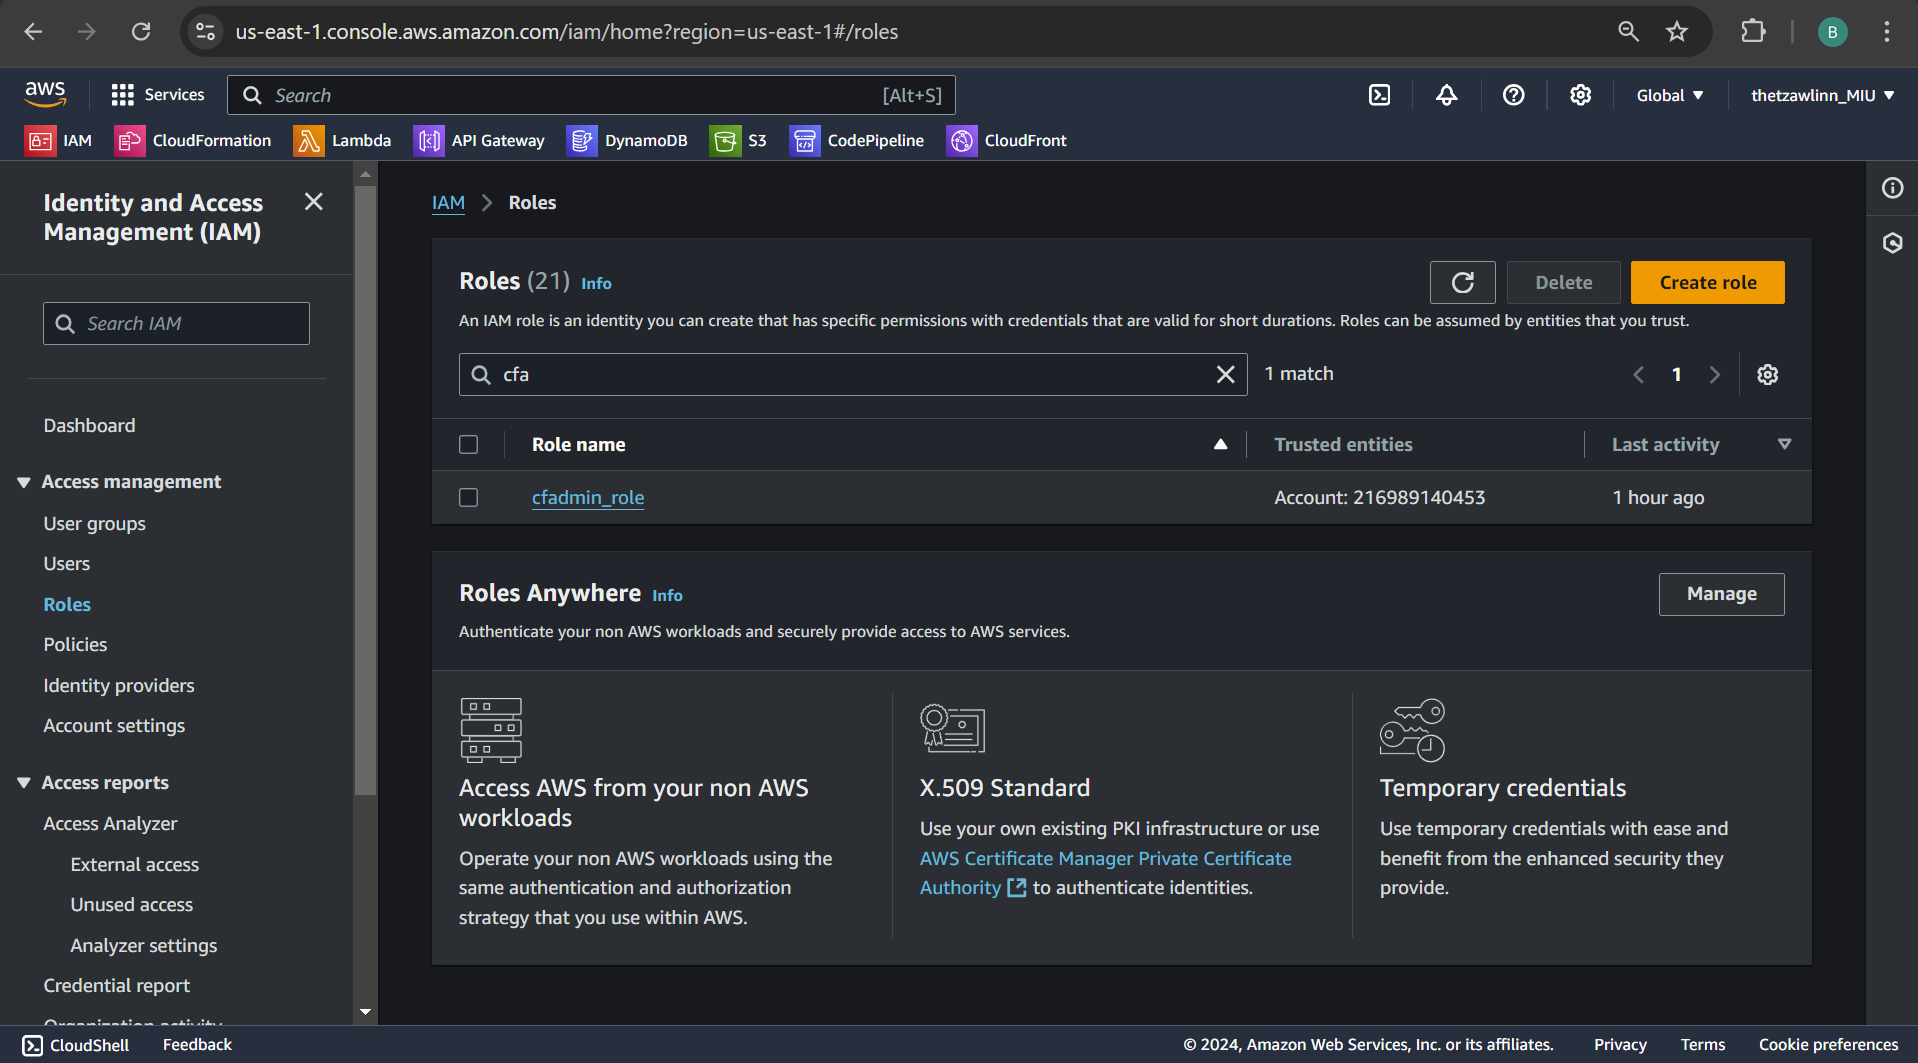 us-east-1.console.aws.amazon.com/iam/home?region=us-east-1#/roles
B
aws
Services
Search
[Alt+S]
Global
thetzawlinn_MIU
IAM
CloudFormation
Lambda
API Gateway
DynamoDB
S3
CodePipeline
CloudFront
Identity and Access
Management (IAM)
Search IAM
Dashboard
Access management
User groups
Users
Roles
Policies
Identity providers
Account settings
Access reports
Access Analyzer
External access
Unused access
Analyzer settings
Credential report
Organization activity
IAM
Roles
Roles (21) Info
Delete
Create role
An IAM role is an identity you can create that has specific permissions with credentials that are valid for short durations. Roles can be assumed by entities that you trust.
cfa
1 match
1
Role name
Trusted entities
Last activity
cfadmin_role
Account: 216989140453
1 hour ago
Roles Anywhere Info
Manage
Authenticate your non AWS workloads and securely provide access to AWS services.
Access AWS from your non AWS
workloads
Operate your non AWS workloads using the
same authentication and authorization
strategy that you use within AWS.
X.509 Standard
Use your own existing PKI infrastructure or use
AWS Certificate Manager Private Certificate
Authority to authenticate identities.
Temporary credentials
Use temporary credentials with ease and
benefit from the enhanced security they
provide.
CloudShell
Feedback
© 2024, Amazon Web Services, Inc. or its affiliates.
Privacy
Terms
Cookie preferences